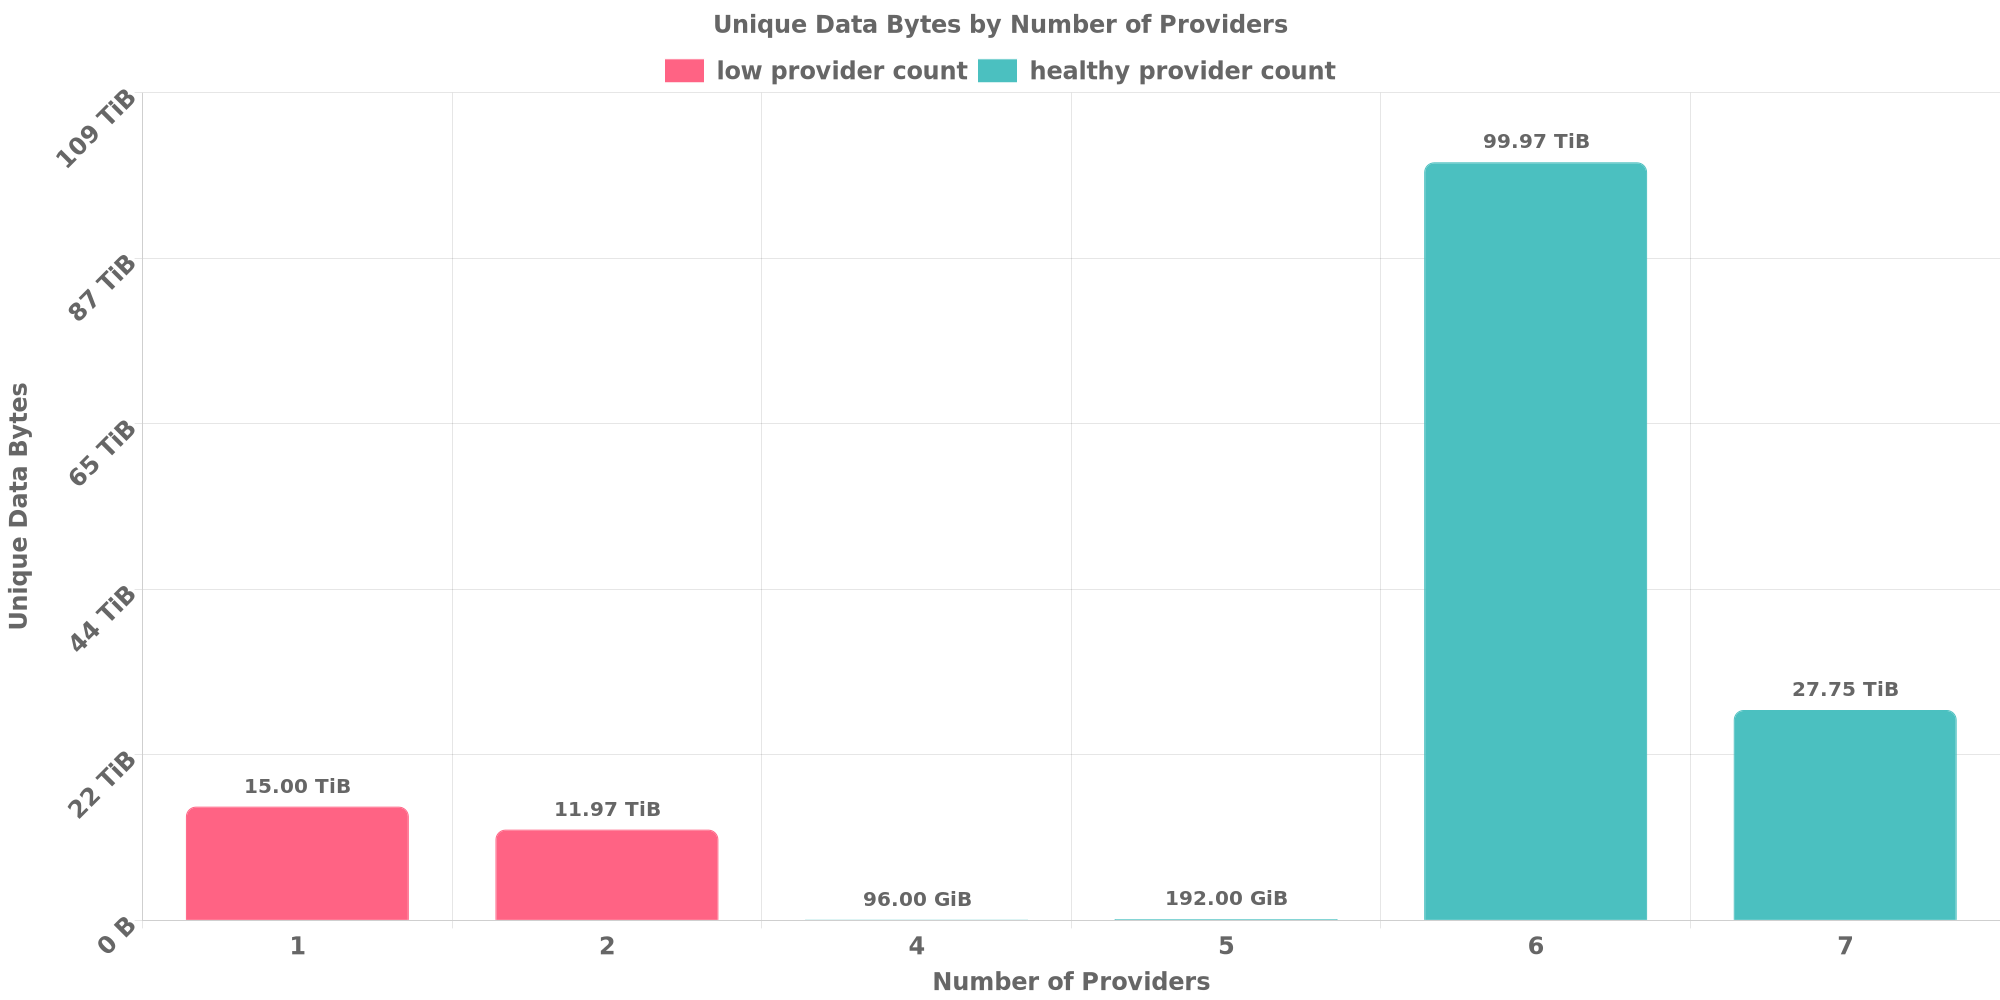 Unique Data Bytes by Number of Providers
low provider count healthy provider count
109 TiB
87 TiB
65 TiB
44 TiB
22 TiB
0 B
Unique Data Bytes
15.00 TiB
11.97 TiB
96.00 GiB
192.00 GiB
99.97 TiB
27.75 TiB
1 2 4 5 6 7
Number of Providers